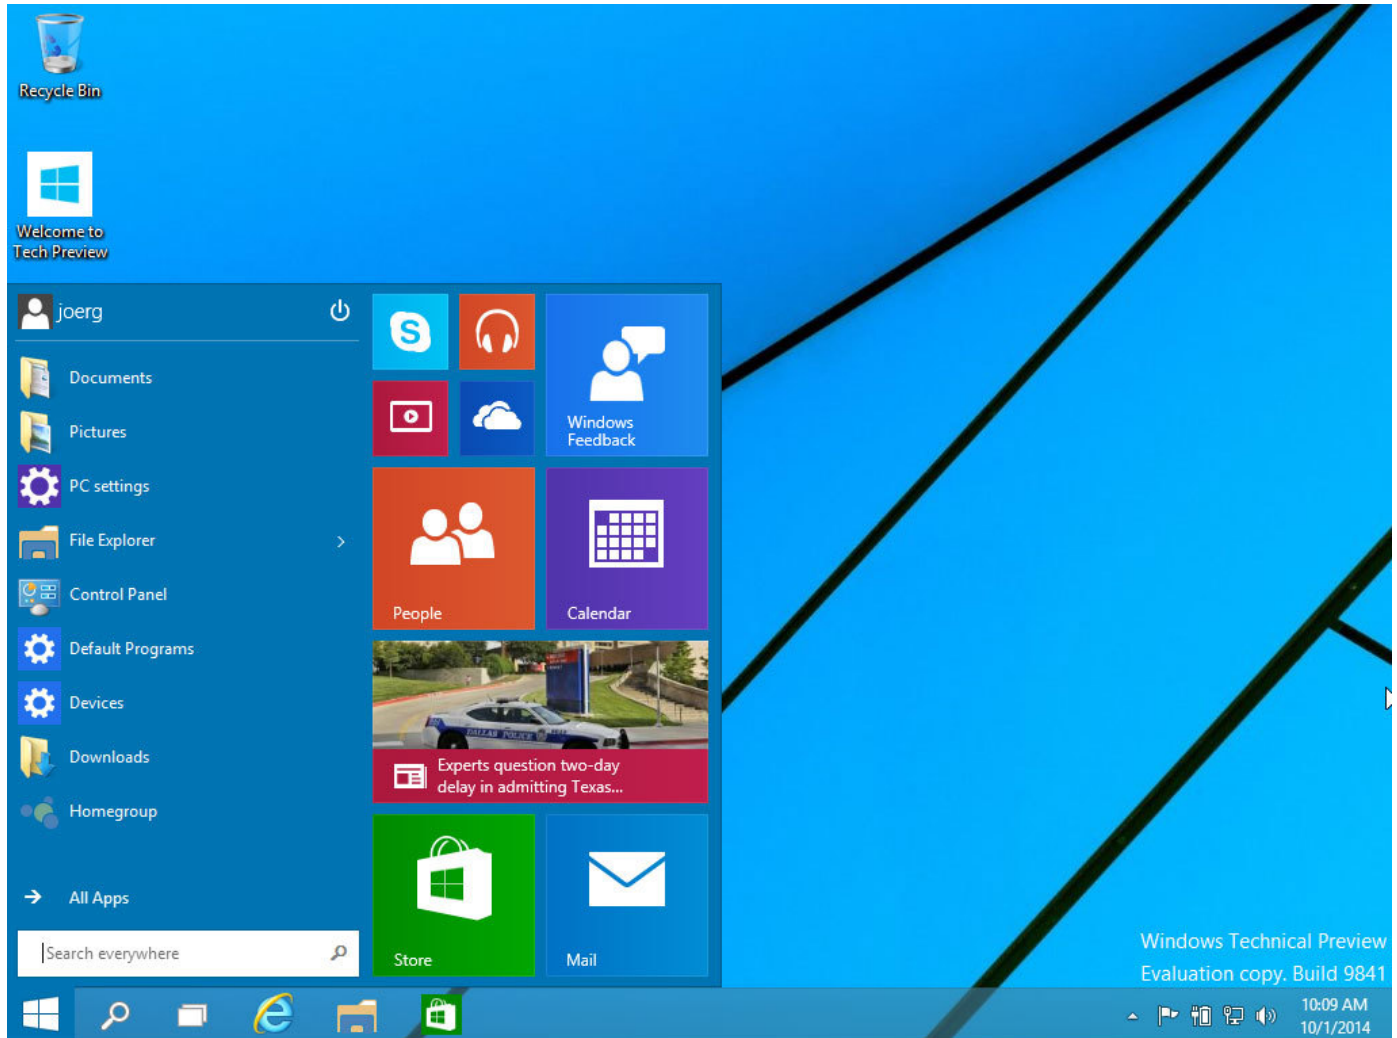 Recycle Bin
Welcome to
Tech Preview
joerg
Documents
Pictures
PC settings
File Explorer
Control Panel
Default Programs
Devices
Downloads
Homegroup
All Apps
Search everywhere
S
Windows
Feedback
People
Calendar
DALLAS POLICE
Experts question two-day
delay in admitting Texas...
Store
Mail
Windows Technical Preview
Evaluation copy. Build 9841
10:09 AM
10/1/2014